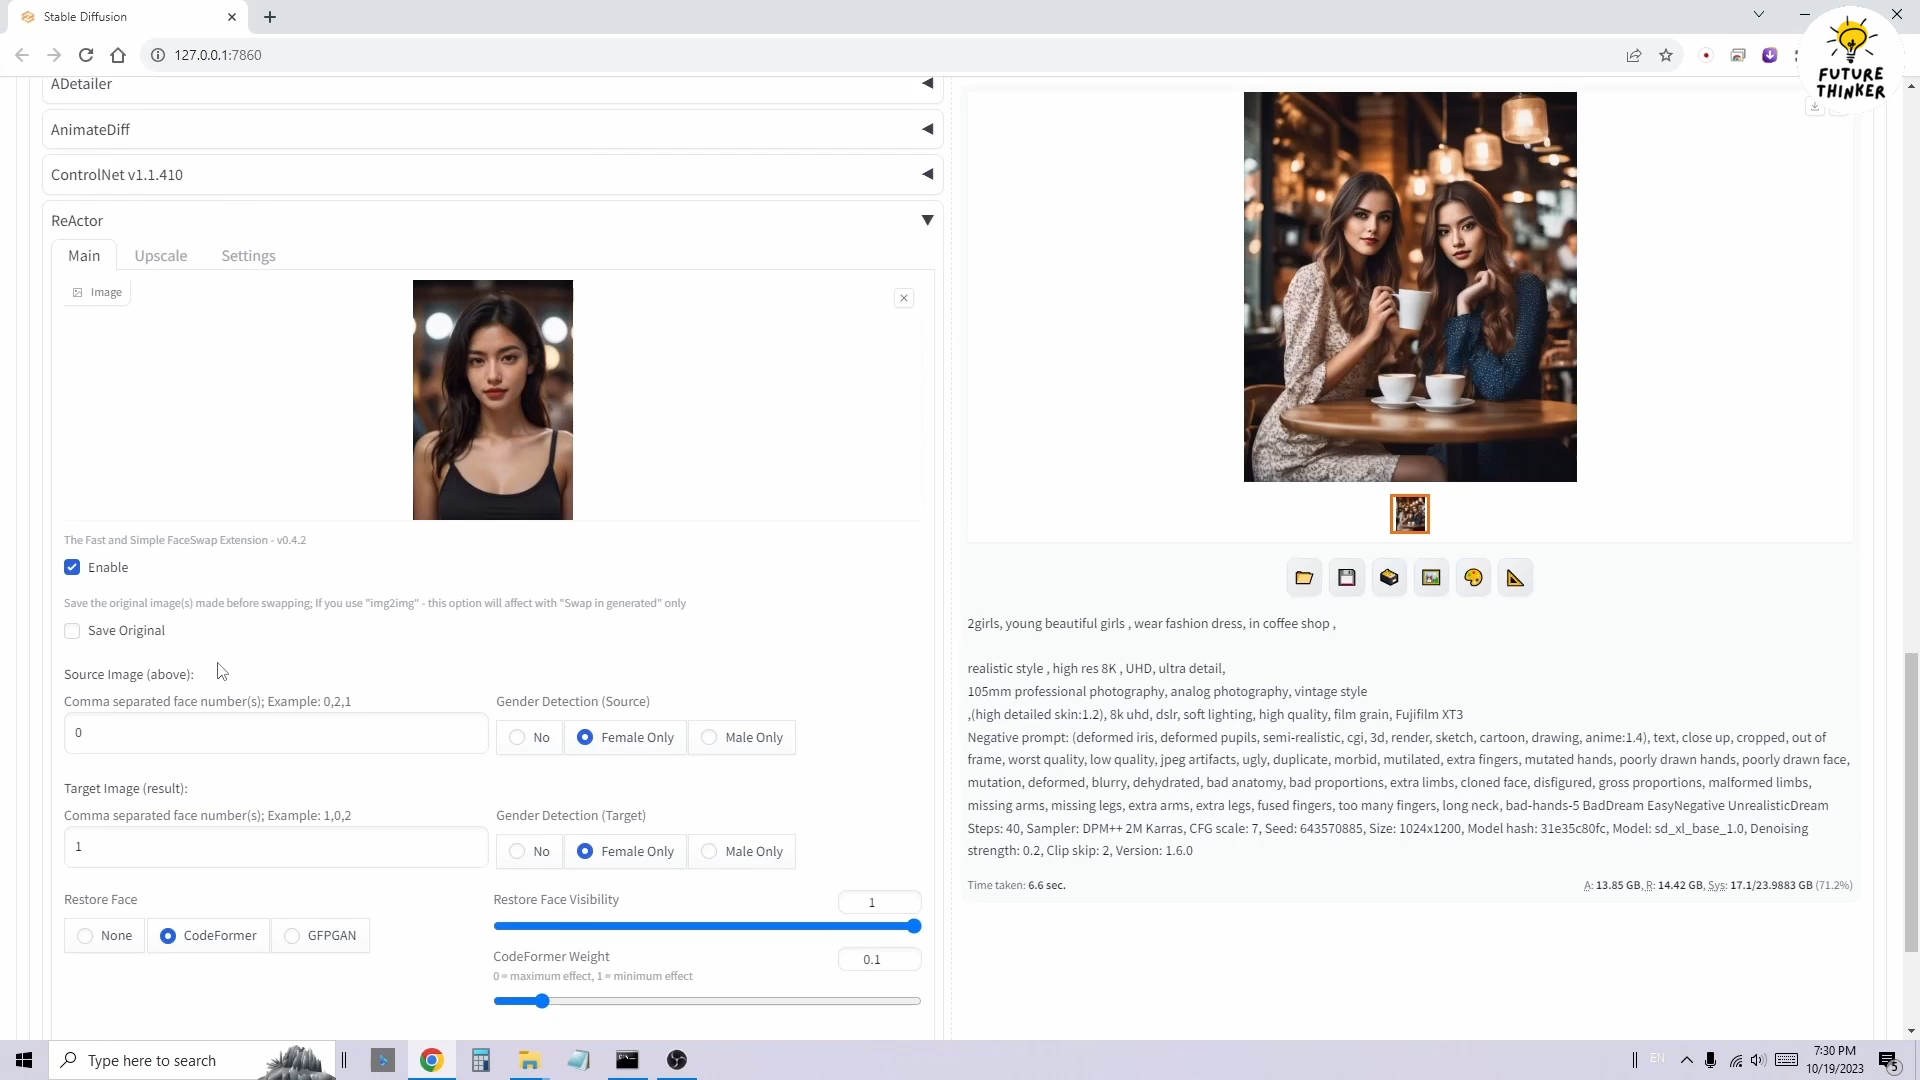 Stable Diffusion
127.0.0.1:7860
FUTURE
THINKER
ADetailer
AnimateDiff
ControlNet v1.1.410
ReActor
Main
Upscale
Settings
Image
The Fast and Simple FaceSwap Extension - v0.4.2
Enable
Save the original image(s) made before swapping; If you use "img2img" - this option will affect with "Swap in generated" only
Save Original
Source Image (above):
Comma separated face number(s); Example: 0,2,1
0
Gender Detection (Source)
No
Female Only
Male Only
Target Image (result):
Comma separated face number(s); Example: 1,0,2
1
Gender Detection (Target)
No
Female Only
Male Only
Restore Face
None
CodeFormer
GFPGAN
Restore Face Visibility
1
CodeFormer Weight
0.1
0 = maximum effect, 1 = minimum effect
2girls, young beautiful girls , wear fashion dress, in coffee shop ,
realistic style , high res 8K , UHD, ultra detail,
105mm professional photography, analog photography, vintage style
,(high detailed skin:1.2), 8k uhd, dslr, soft lighting, high quality, film grain, Fujifilm XT3
Negative prompt: (deformed iris, deformed pupils, semi-realistic, cgi, 3d, render, sketch, cartoon, drawing, anime:1.4), text, close up, cropped, out of
frame, worst quality, low quality, jpeg artifacts, ugly, duplicate, morbid, mutilated, extra fingers, mutated hands, poorly drawn hands, poorly drawn face,
mutation, deformed, blurry, dehydrated, bad anatomy, bad proportions, extra limbs, cloned face, disfigured, gross proportions, malformed limbs,
missing arms, missing legs, extra arms, extra legs, fused fingers, too many fingers, long neck, bad-hands-5 BadDream EasyNegative UnrealisticDream
Steps: 40, Sampler: DPM++ 2M Karras, CFG scale: 7, Seed: 643570885, Size: 1024x1200, Model hash: 31e35c80fc, Model: sd_xl_base_1.0, Denoising
strength: 0.2, Clip skip: 2, Version: 1.6.0
Time taken: 6.6 sec.
A: 13.85 GB, R: 14.42 GB, Sys: 17.1/23.9883 GB (71.2%)
Type here to search
EN
7:30 PM
10/19/2023
5